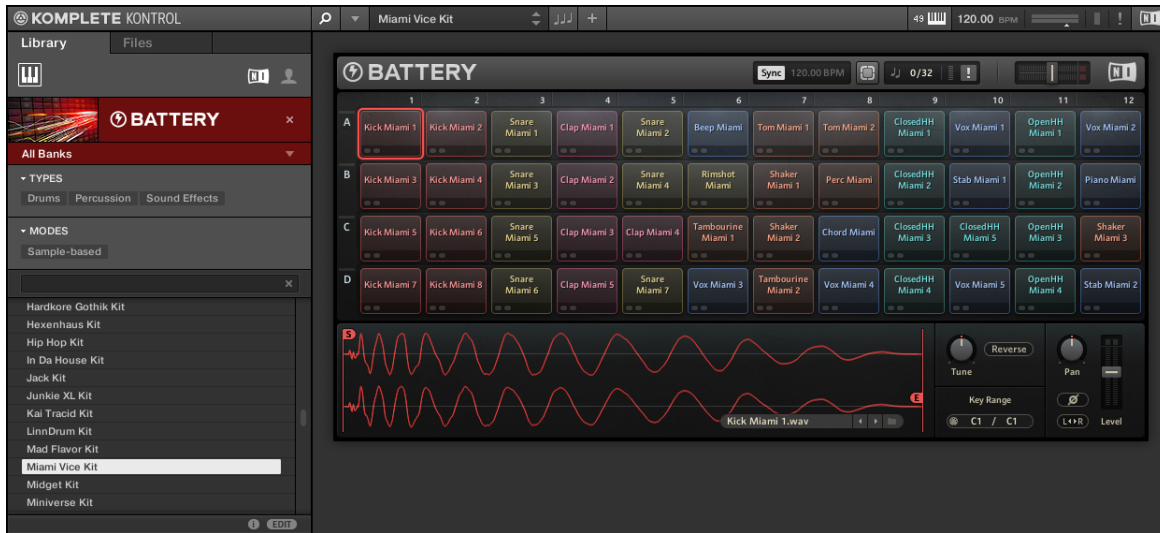 KOMPLETE KONTROL
Miami Vice Kit
49
120.00 BPM
Library
Files
BATTERY
All Banks
TYPES
Drums
Percussion
Sound Effects
MODES
Sample-based
Hardkore Gothik Kit
Hexenhaus Kit
Hip Hop Kit
In Da House Kit
Jack Kit
Junkie XL Kit
Kai Tracid Kit
LinnDrum Kit
Mad Flavor Kit
Miami Vice Kit
Midget Kit
Miniverse Kit
EDIT
BATTERY
Sync 120.00 BPM
0/32
1 2 3 4 5 6 7 8 9 10 11 12
A
Kick Miami 1
Kick Miami 2
Snare
Miami 1
Clap Miami 1
Snare
Miami 2
Beep Miami
Tom Miami 1
Tom Miami 2
ClosedHH
Miami 1
Vox Miami 1
OpenHH
Miami 1
Vox Miami 2
B
Kick Miami 3
Kick Miami 4
Snare
Miami 3
Clap Miami 2
Snare
Miami 4
Rimshot
Miami
Shaker
Miami 1
Perc Miami
ClosedHH
Miami 2
Stab Miami 1
OpenHH
Miami 2
Piano Miami
C
Kick Miami 5
Kick Miami 6
Snare
Miami 5
Clap Miami 3
Clap Miami 4
Tambourine
Miami 1
Shaker
Miami 2
Chord Miami
ClosedHH
Miami 3
ClosedHH
Miami 5
OpenHH
Miami 3
Shaker
Miami 3
D
Kick Miami 7
Kick Miami 8
Snare
Miami 6
Clap Miami 5
Snare
Miami 7
Vox Miami 3
Tambourine
Miami 2
Vox Miami 4
ClosedHH
Miami 4
Vox Miami 5
OpenHH
Miami 4
Stab Miami 2
S
E
Kick Miami 1.wav
Reverse
Tune
Pan
Key Range
C1 / C1
L R
Level